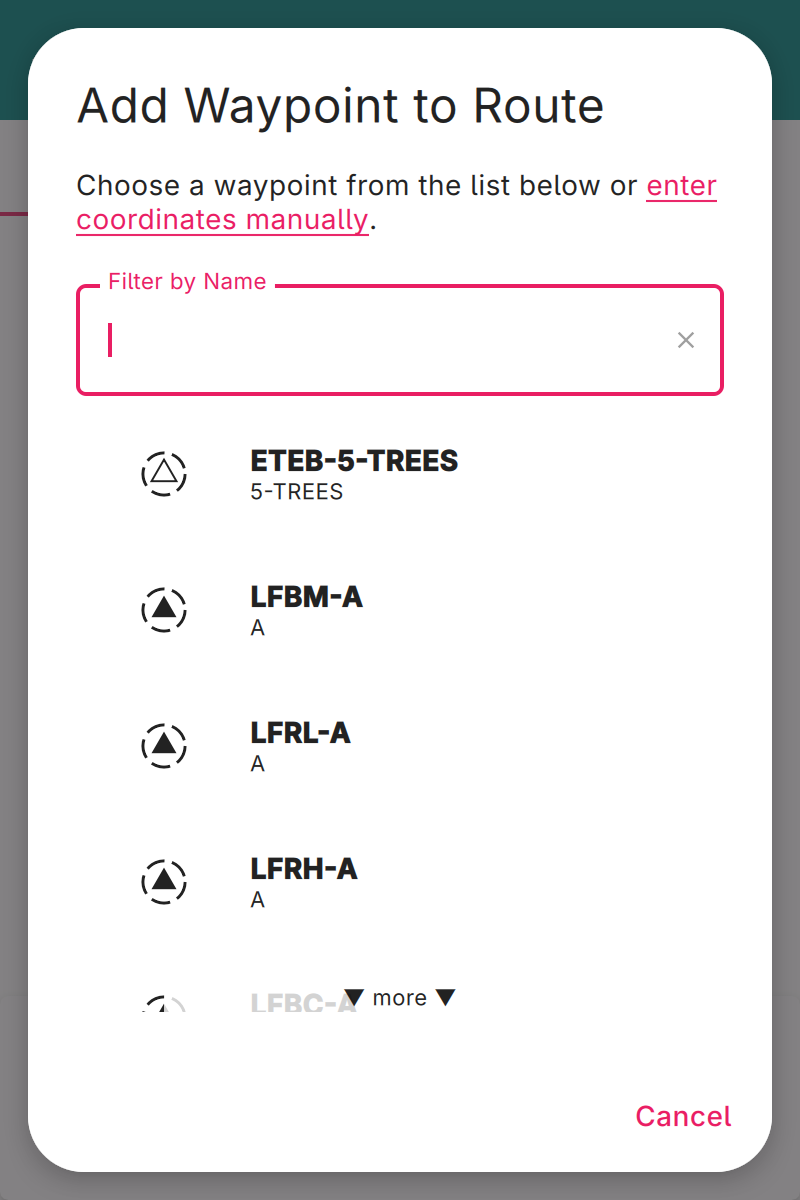 Add Waypoint to Route
Choose a waypoint from the list below or enter
coordinates manually.
Filter by Name
ETEB-5-TREES
5-TREES
LFBM-A
A
LFRL-A
A
LFRH-A
A
LFBC-A
▼ more ▼
Cancel